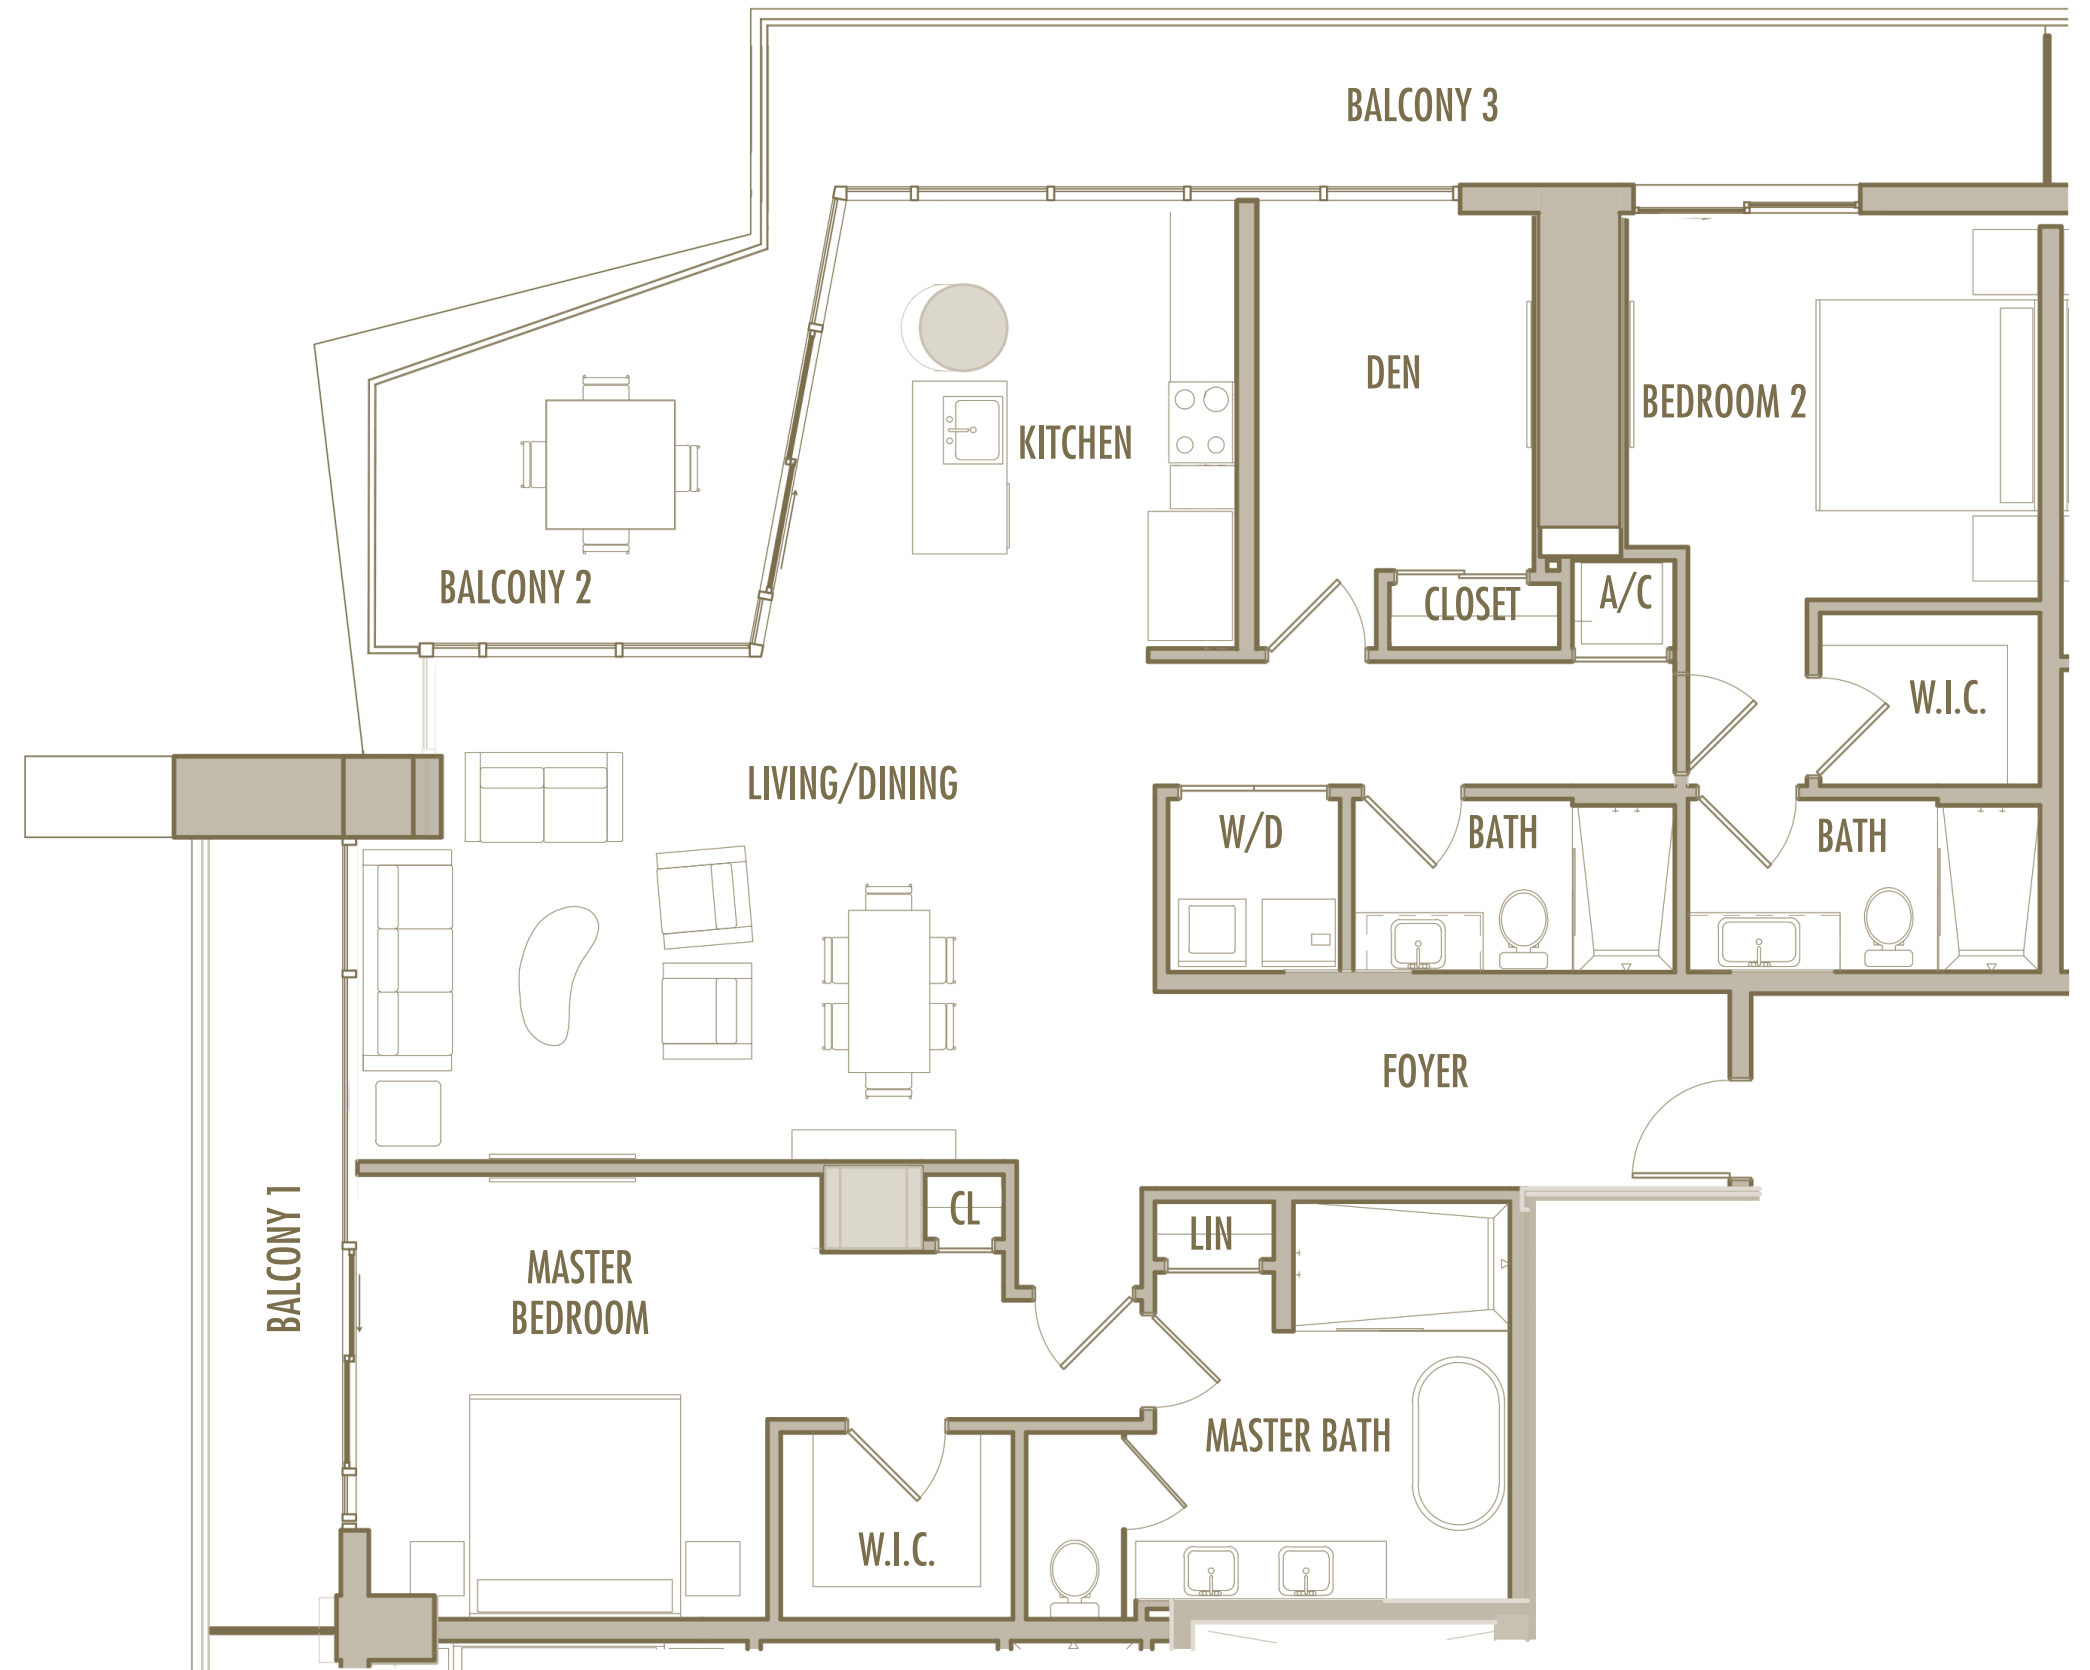 BALCONY 3
DEN
BEDROOM 2
KITCHEN
BALCONY 2
CLOSET
A/C
W.I.C.
LIVING/DINING
W/D
BATH
BATH
FOYER
BALCONY 1
CL
LIN
MASTER
BEDROOM
MASTER BATH
W.I.C.